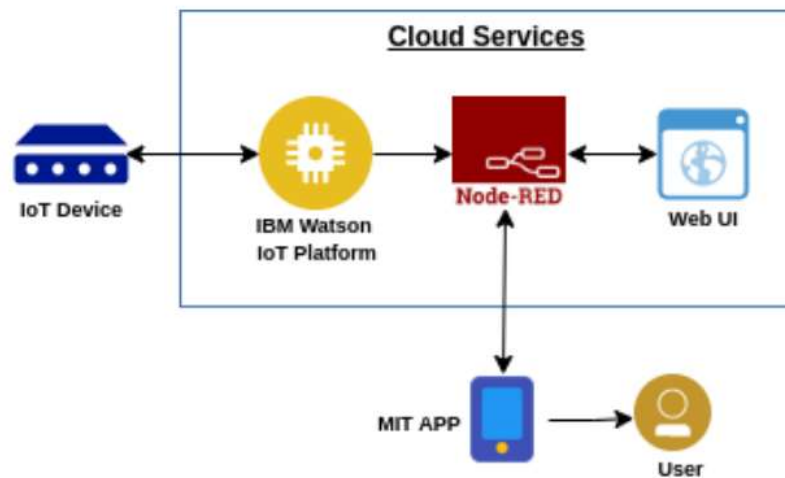 Cloud Services
IoT Device
IBM Watson
IoT Platform
Node-RED
Web UI
MIT APP
User